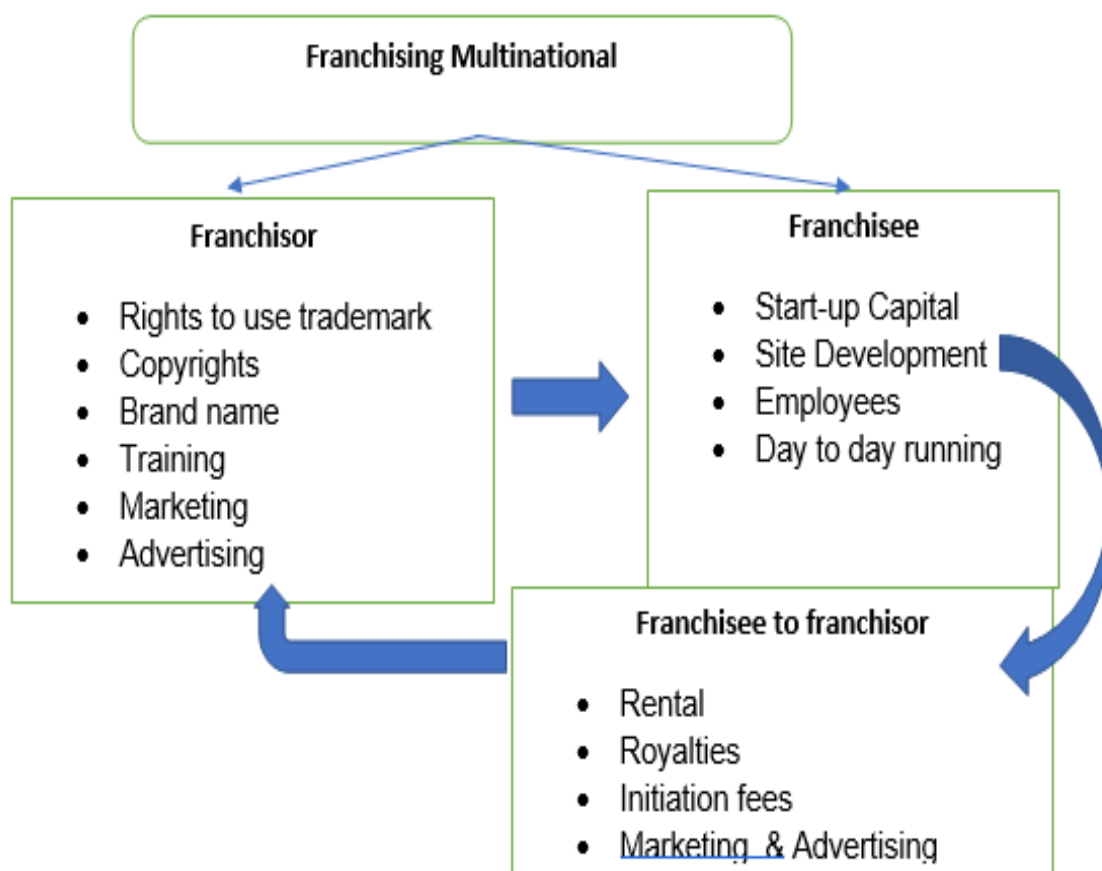 Franchising Multinational
Franchisor
• Rights to use trademark
• Copyrights
• Brand name
• Training
• Marketing
• Advertising
Franchisee
• Start-up Capital
• Site Development
• Employees
• Day to day running
Franchisee to franchisor
• Rental
• Royalties
• Initiation fees
• Marketing & Advertising